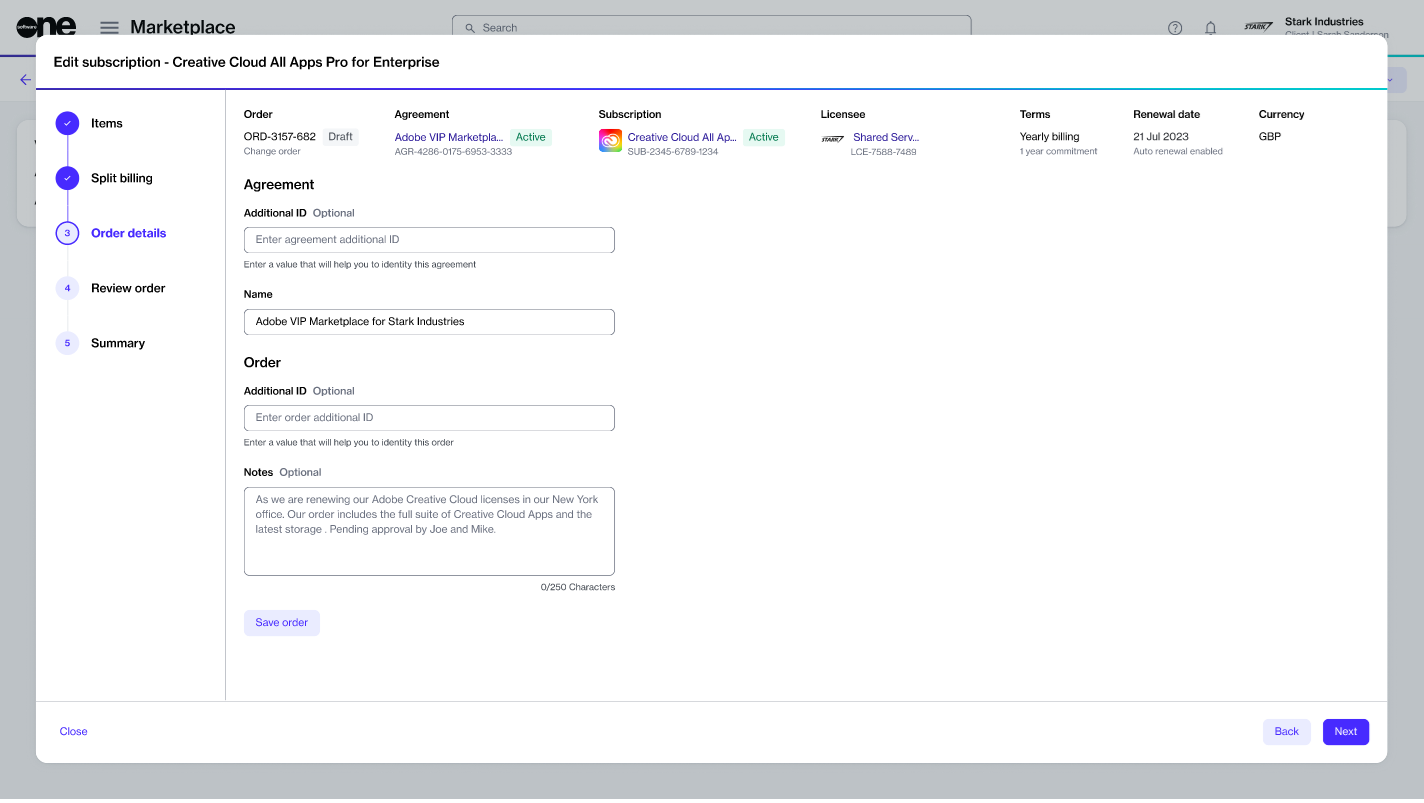 software
one
Marketplace
Search
STARK
Stark Industries
Edit subscription - Creative Cloud All Apps Pro for Enterprise
Items
Split billing
3 Order details
4 Review order
5 Summary
Order Agreement Subscription Licensee Terms Renewal date Currency
ORD-3157-682 Draft Adobe VIP Marketpla... Active Creative Cloud All Ap... Active STARK Shared Serv... Yearly billing 21 Jul 2023 GBP
Change order AGR-4286-0175-6953-3333 SUB-2345-6789-1234 LCE-7588-7489 1 year commitment Auto renewal enabled
Agreement
Additional ID Optional
Enter agreement additional ID
Enter a value that will help you to identity this agreement
Name
Adobe VIP Marketplace for Stark Industries
Order
Additional ID Optional
Enter order additional ID
Enter a value that will help you to identity this order
Notes Optional
As we are renewing our Adobe Creative Cloud licenses in our New York
office. Our order includes the full suite of Creative Cloud Apps and the
latest storage . Pending approval by Joe and Mike.
0/250 Characters
Save order
Close Back Next